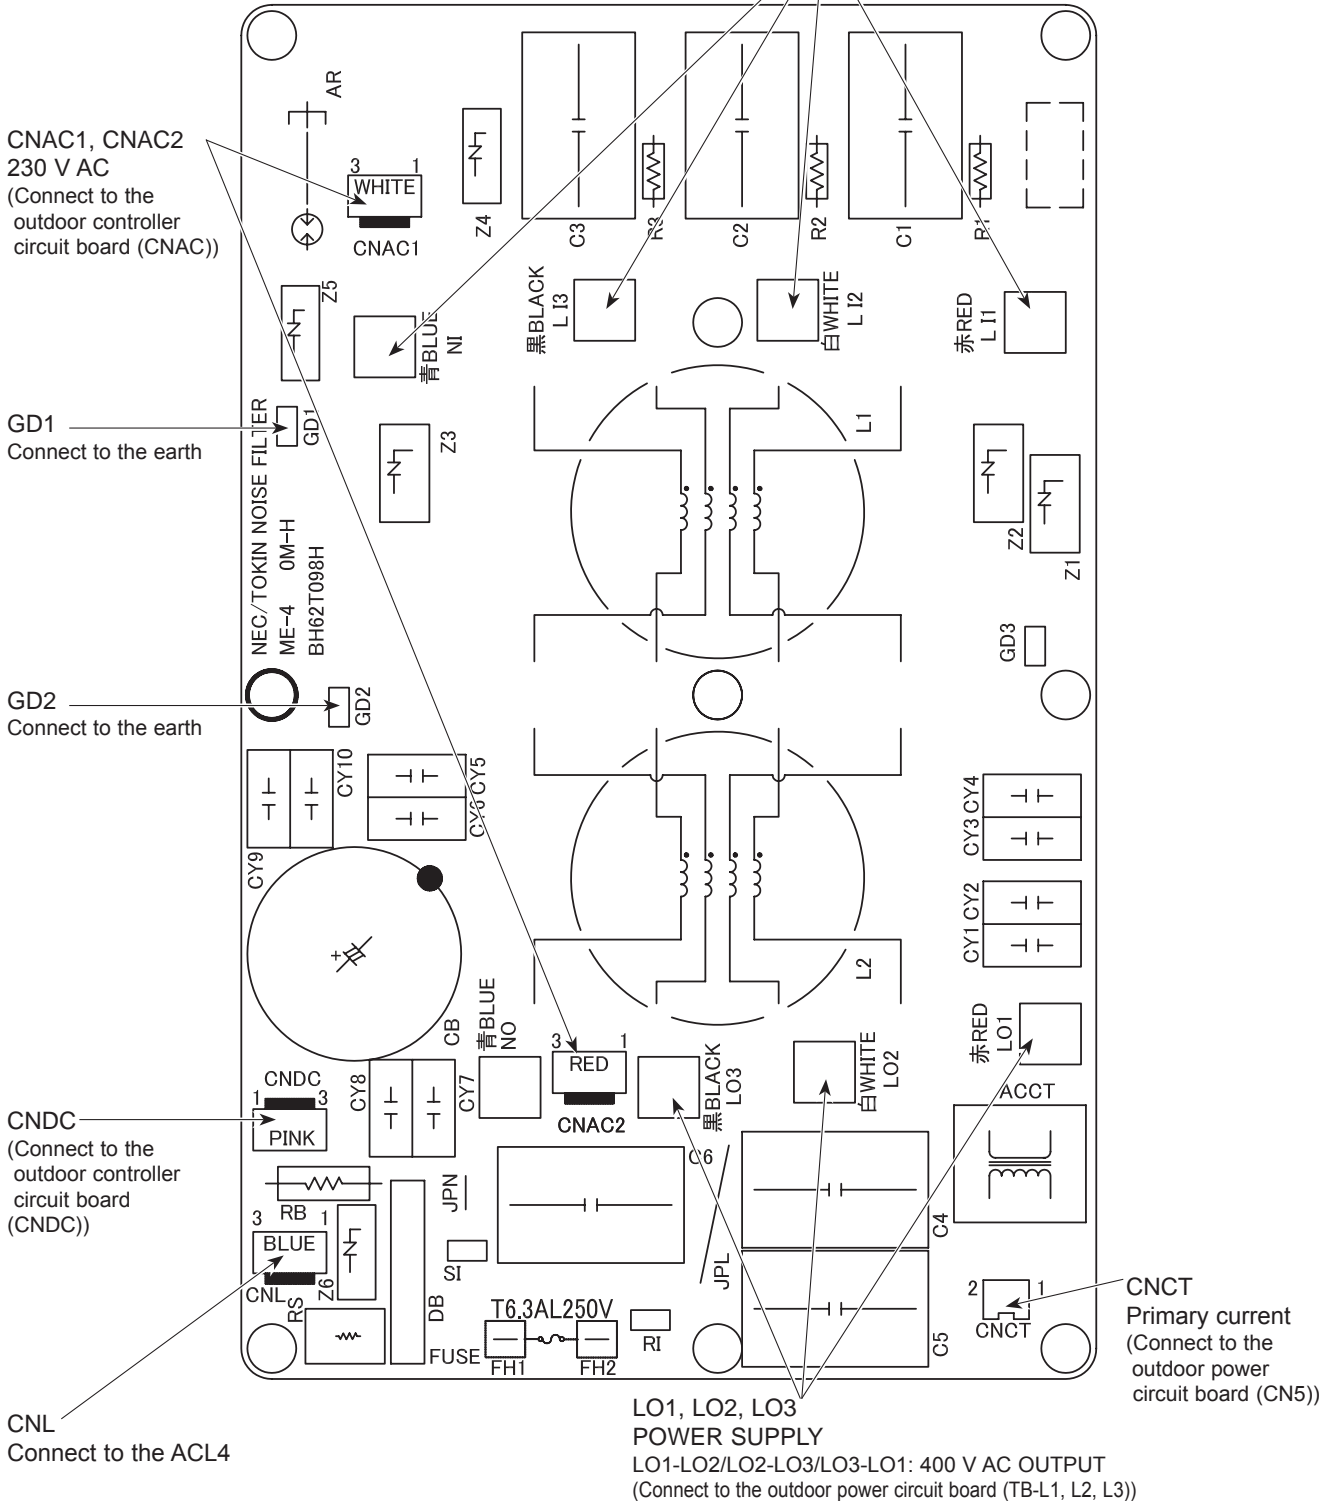 AR
CNAC1, CNAC2
230 V AC
(Connect to the
outdoor controller
circuit board (CNAC))
3 1
WHITE
CNAC1
Z4
C3
R3
C2
R2
C1
R1
Z5
青BLUE
NI
黒BLACK
L I3
白WHITE
L I2
赤RED
L I1
GD1
Connect to the earth
GD1
Z3
L1
Z2
Z1
NEC/TOKIN NOISE FILTER
ME-4 0M-H
BH62T098H
GD3
GD2
Connect to the earth
GD2
CY10
CY9
CY5
CY6
CY4
CY3
CY2
CY1
L2
CB
青BLUE
NO
3 1
RED
CNAC2
黒BLACK
LO3
白WHITE
LO2
赤RED
LO1
ACCT
CNDC
(Connect to the
outdoor controller
circuit board
(CNDC))
CNDC
1 3
PINK
CY8
CY7
RB
3 1
BLUE
CNL
Z6
RS
DB
JPN
SI
C6
JPL
C4
C5
T6.3AL250V
FUSE
FH1
FH2
RI
2 1
CNCT
CNCT
Primary current
(Connect to the
outdoor power
circuit board (CN5))
CNL
Connect to the ACL4
LO1, LO2, LO3
POWER SUPPLY
LO1-LO2/LO2-LO3/LO3-LO1: 400 V AC OUTPUT
(Connect to the outdoor power circuit board (TB-L1, L2, L3))